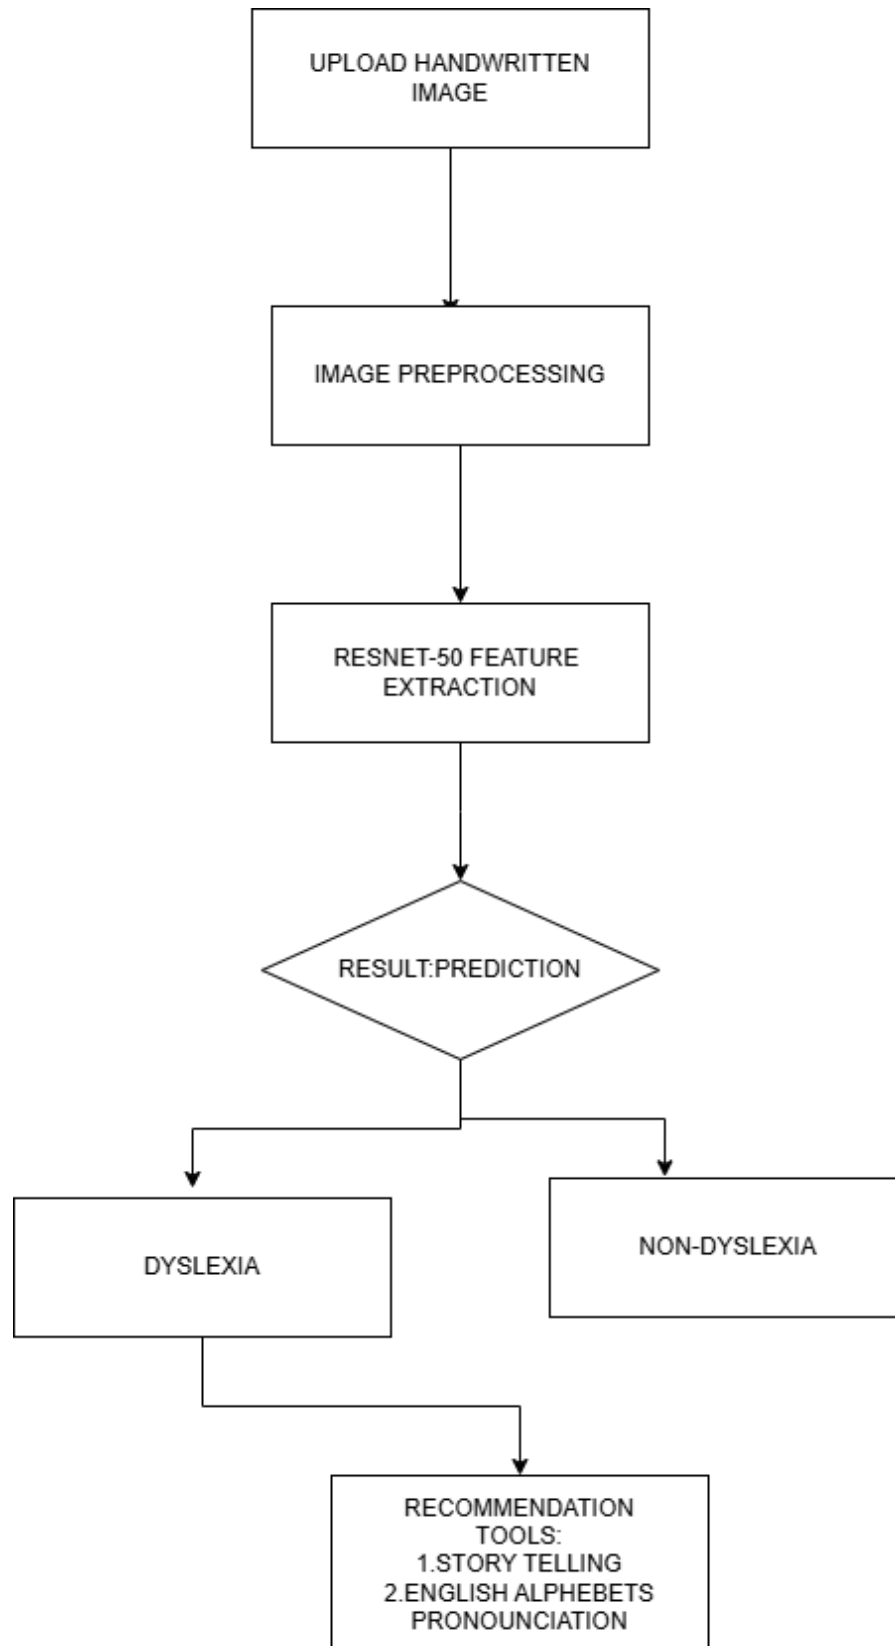 UPLOAD HANDWRITTEN
IMAGE
IMAGE PREPROCESSING
RESNET-50 FEATURE
EXTRACTION
RESULT:PREDICTION
DYSLEXIA
NON-DYSLEXIA
RECOMMENDATION
TOOLS:
1.STORY TELLING
2.ENGLISH ALPHEBETS
PRONOUNCIATION